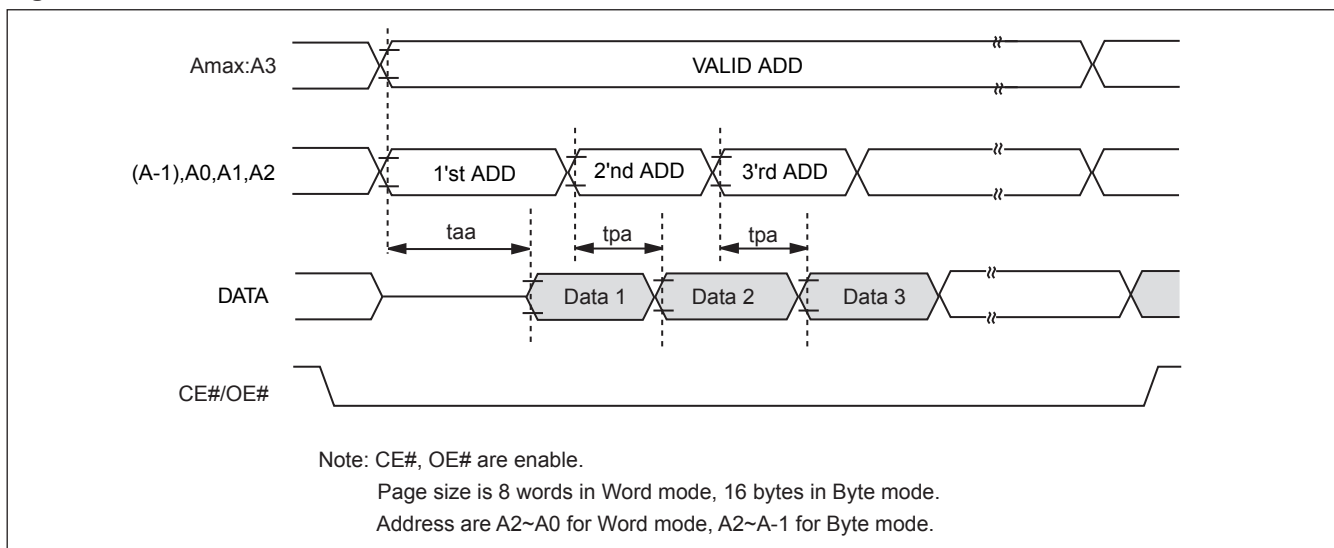 Amax:A3
VALID ADD
(A-1),A0,A1,A2
1'st ADD
2'nd ADD
3'rd ADD
taa
tpa
tpa
DATA
Data 1
Data 2
Data 3
CE#/OE#
Note: CE#, OE# are enable.
Page size is 8 words in Word mode, 16 bytes in Byte mode.
Address are A2~A0 for Word mode, A2~A-1 for Byte mode.